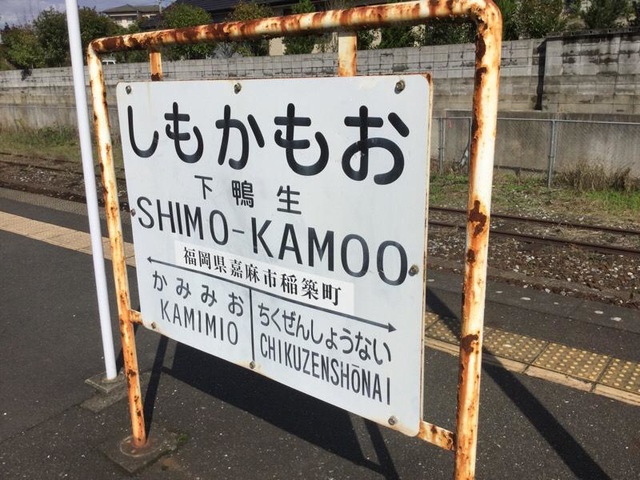 しもかもお
下鴨生
SHIMO-KAMOO
福岡県嘉麻市稲築町
かみみお
KAMIMIO
ちくぜんしょうない
CHIKUZENSHŌNAI